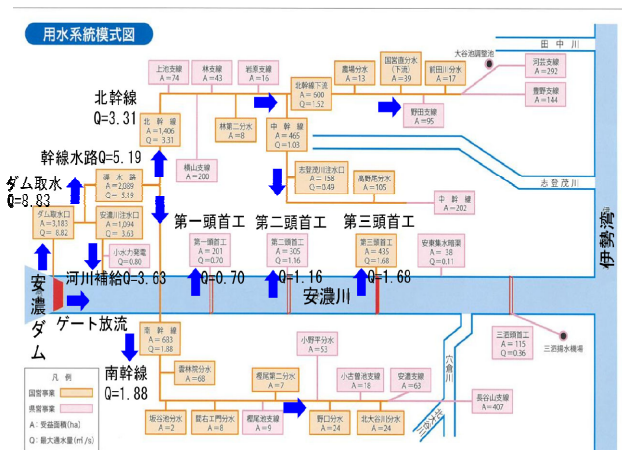 用水系統模式図
田中川
大谷池調整池
上池支線
A=74
林支線
A=43
岩原支線
A=16
農場分水
A=13
国営直分水
(下流)
A=39
前田川分水
A=17
河芸支線
A=292
豊野支線
A=144
北幹線
Q=3.31
北幹線
A=1,406
Q= 3.31
林第二分水
A=8
北幹線下流
A= 600
Q= 1.52
野田支線
A=95
横山支線
A=200
中幹線
A= 465
Q=1.03
幹線水路Q=5.19
導水路
A=2,089
Q= 5.19
志登茂川注水口
A= 158
Q=0.49
高野尾分水
A=105
中幹線
A=202
志登茂川
ダム取水
Q=8.83
ダム取水口
A=3,183
Q= 8.82
安濃川注水口
A=1,094
Q= 3.63
小水力発電
Q=0.80
第一頭首工
第二頭首工
第三頭首工
第一頭首工
A= 201
Q=0.70
第二頭首工
A= 305
Q=1.16
第三頭首工
A= 435
Q=1.68
安東集水暗渠
A= 38
Q=0.11
河川補給Q=3.63
Q=0.70
Q=1.16
Q=1.68
安濃ダム
安濃川
伊勢湾
ゲート放流
南幹線
A= 683
Q=1.88
南幹線
Q=1.88
雲林院分水
A=68
小野平分水
A=53
樫尾第二分水
A=7
小古曽池支線
A=18
安濃支線
A=63
穴倉川
三泗頭首工
A=115
Q=0.36
三泗揚水機場
長谷山支線
A=407
坂谷池分水
A=2
間右エ門分水
A=8
樫尾池支線
A=9
野口分水
A=24
北大谷川分水
A=24
凡例
国営事業
県営事業
A:受益面積(ha)
Q:最大通水量(㎥/s)